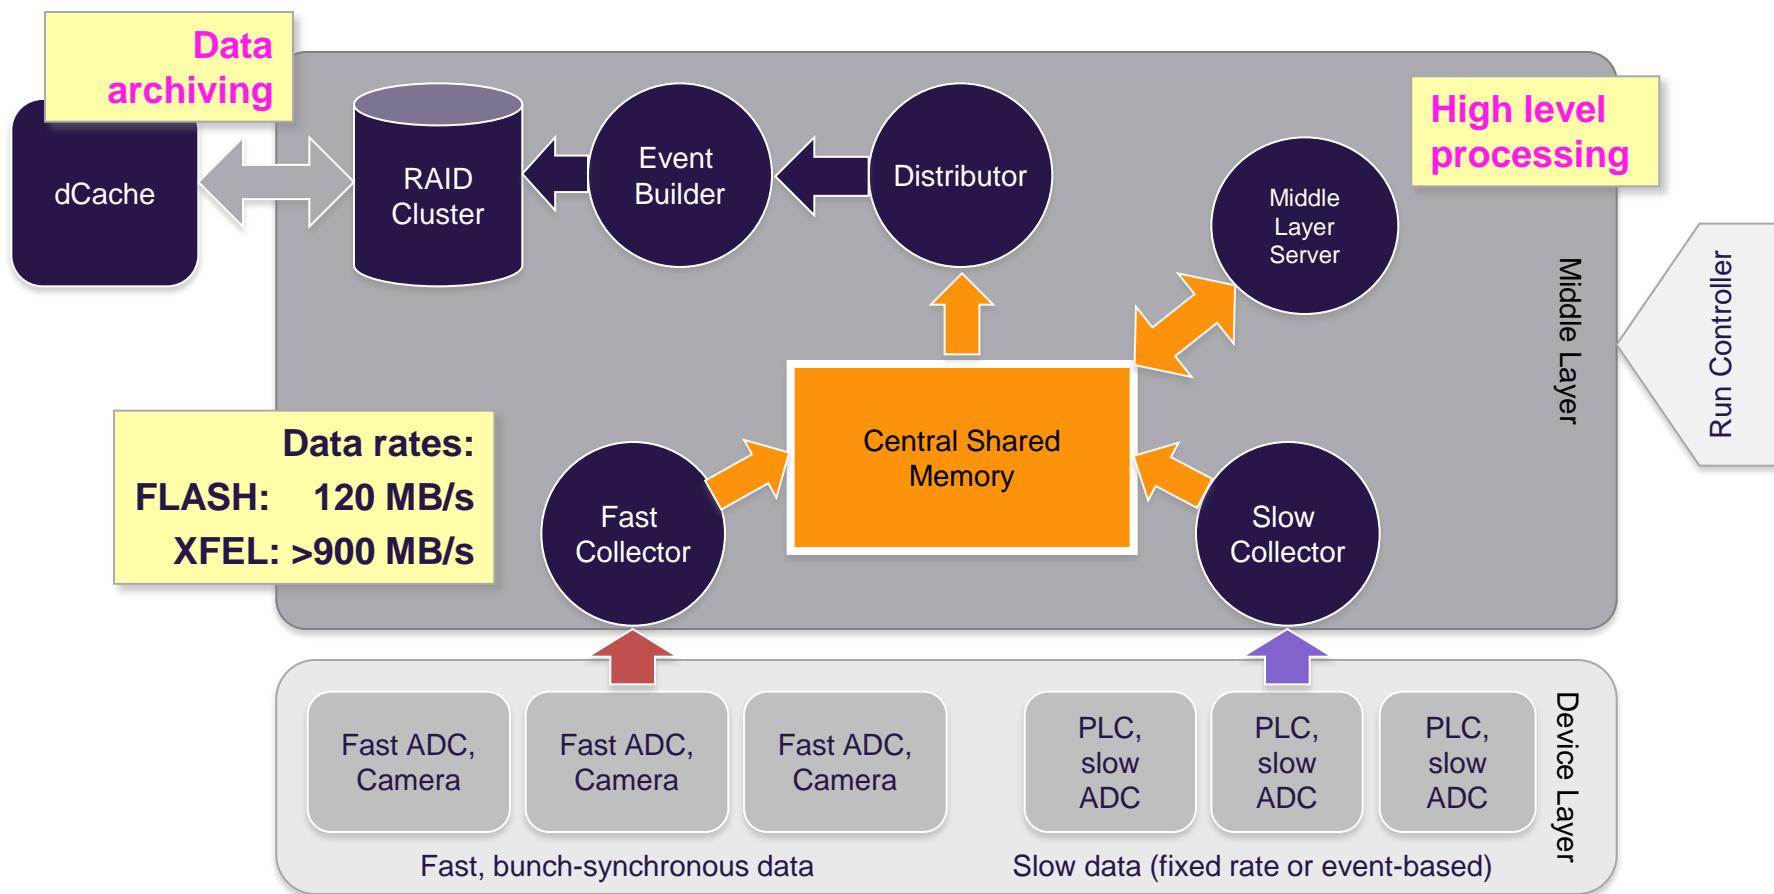 Data
archiving
High level
processing
dCache
RAID
Cluster
Event
Builder
Distributor
Middle
Layer
Server
Middle Layer
Run Controller
Data rates:
FLASH: 120 MB/s
XFEL: >900 MB/s
Central Shared
Memory
Fast
Collector
Slow
Collector
Fast ADC,
Camera
Fast ADC,
Camera
Fast ADC,
Camera
PLC,
slow
ADC
PLC,
slow
ADC
PLC,
slow
ADC
Device Layer
Fast, bunch-synchronous data
Slow data (fixed rate or event-based)